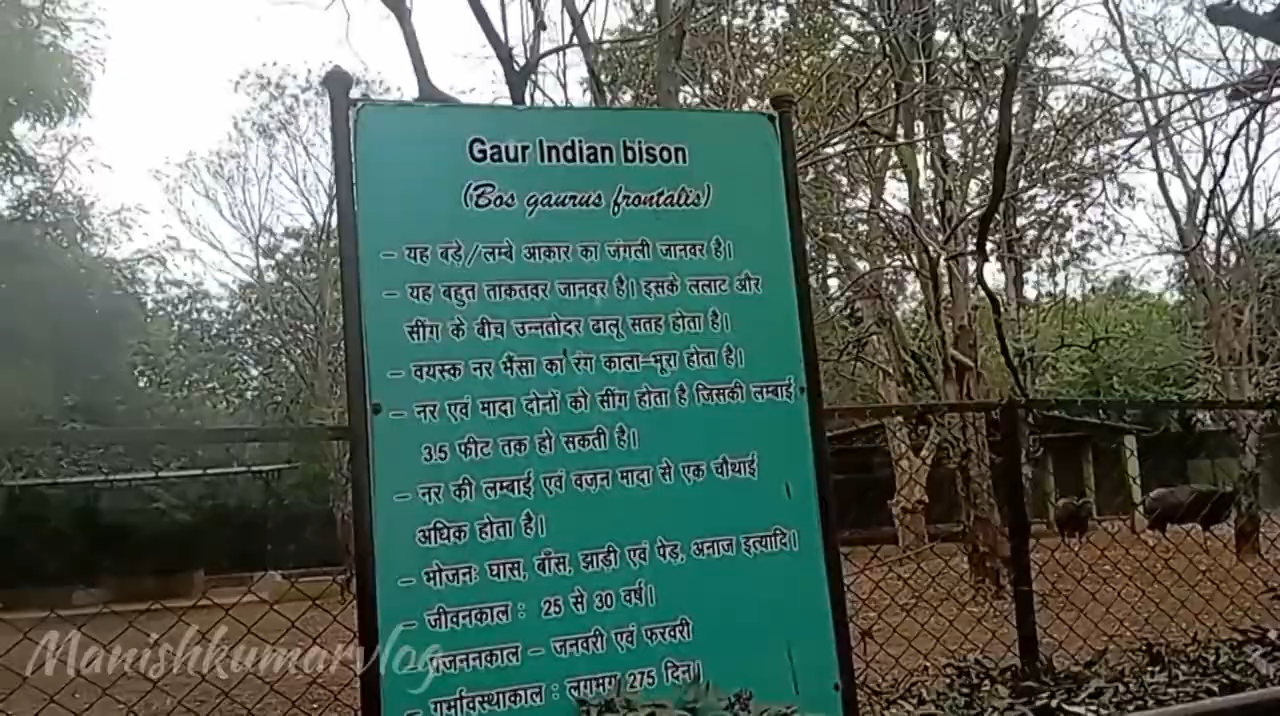 Gaur Indian bison
(Bos gaurus frontalis)
– यह बड़े/लम्बे आकार का जंगली जानवर है।
– यह बहुत ताकतवर जानवर है। इसके ललाट और
सींग के बीच उन्नतोदर ढालू सतह होता है।
– वयस्क नर भैंसा का रंग काला-भूरा होता है।
– नर एवं मादा दोनों को सींग होता है जिसकी लम्बाई
3.5 फीट तक हो सकती है।
– नर की लम्बाई एवं वज़न मादा से एक चौथाई
अधिक होता है।
– भोजनः घास, बाँस, झाड़ी एवं पेड़, अनाज इत्यादि।
– जीवनकाल : 25 से 30 वर्ष।
– प्रजननकाल – जनवरी एवं फरवरी
– गर्भावस्थाकाल : लगभग 275 दिन।
Manishkumarvlog